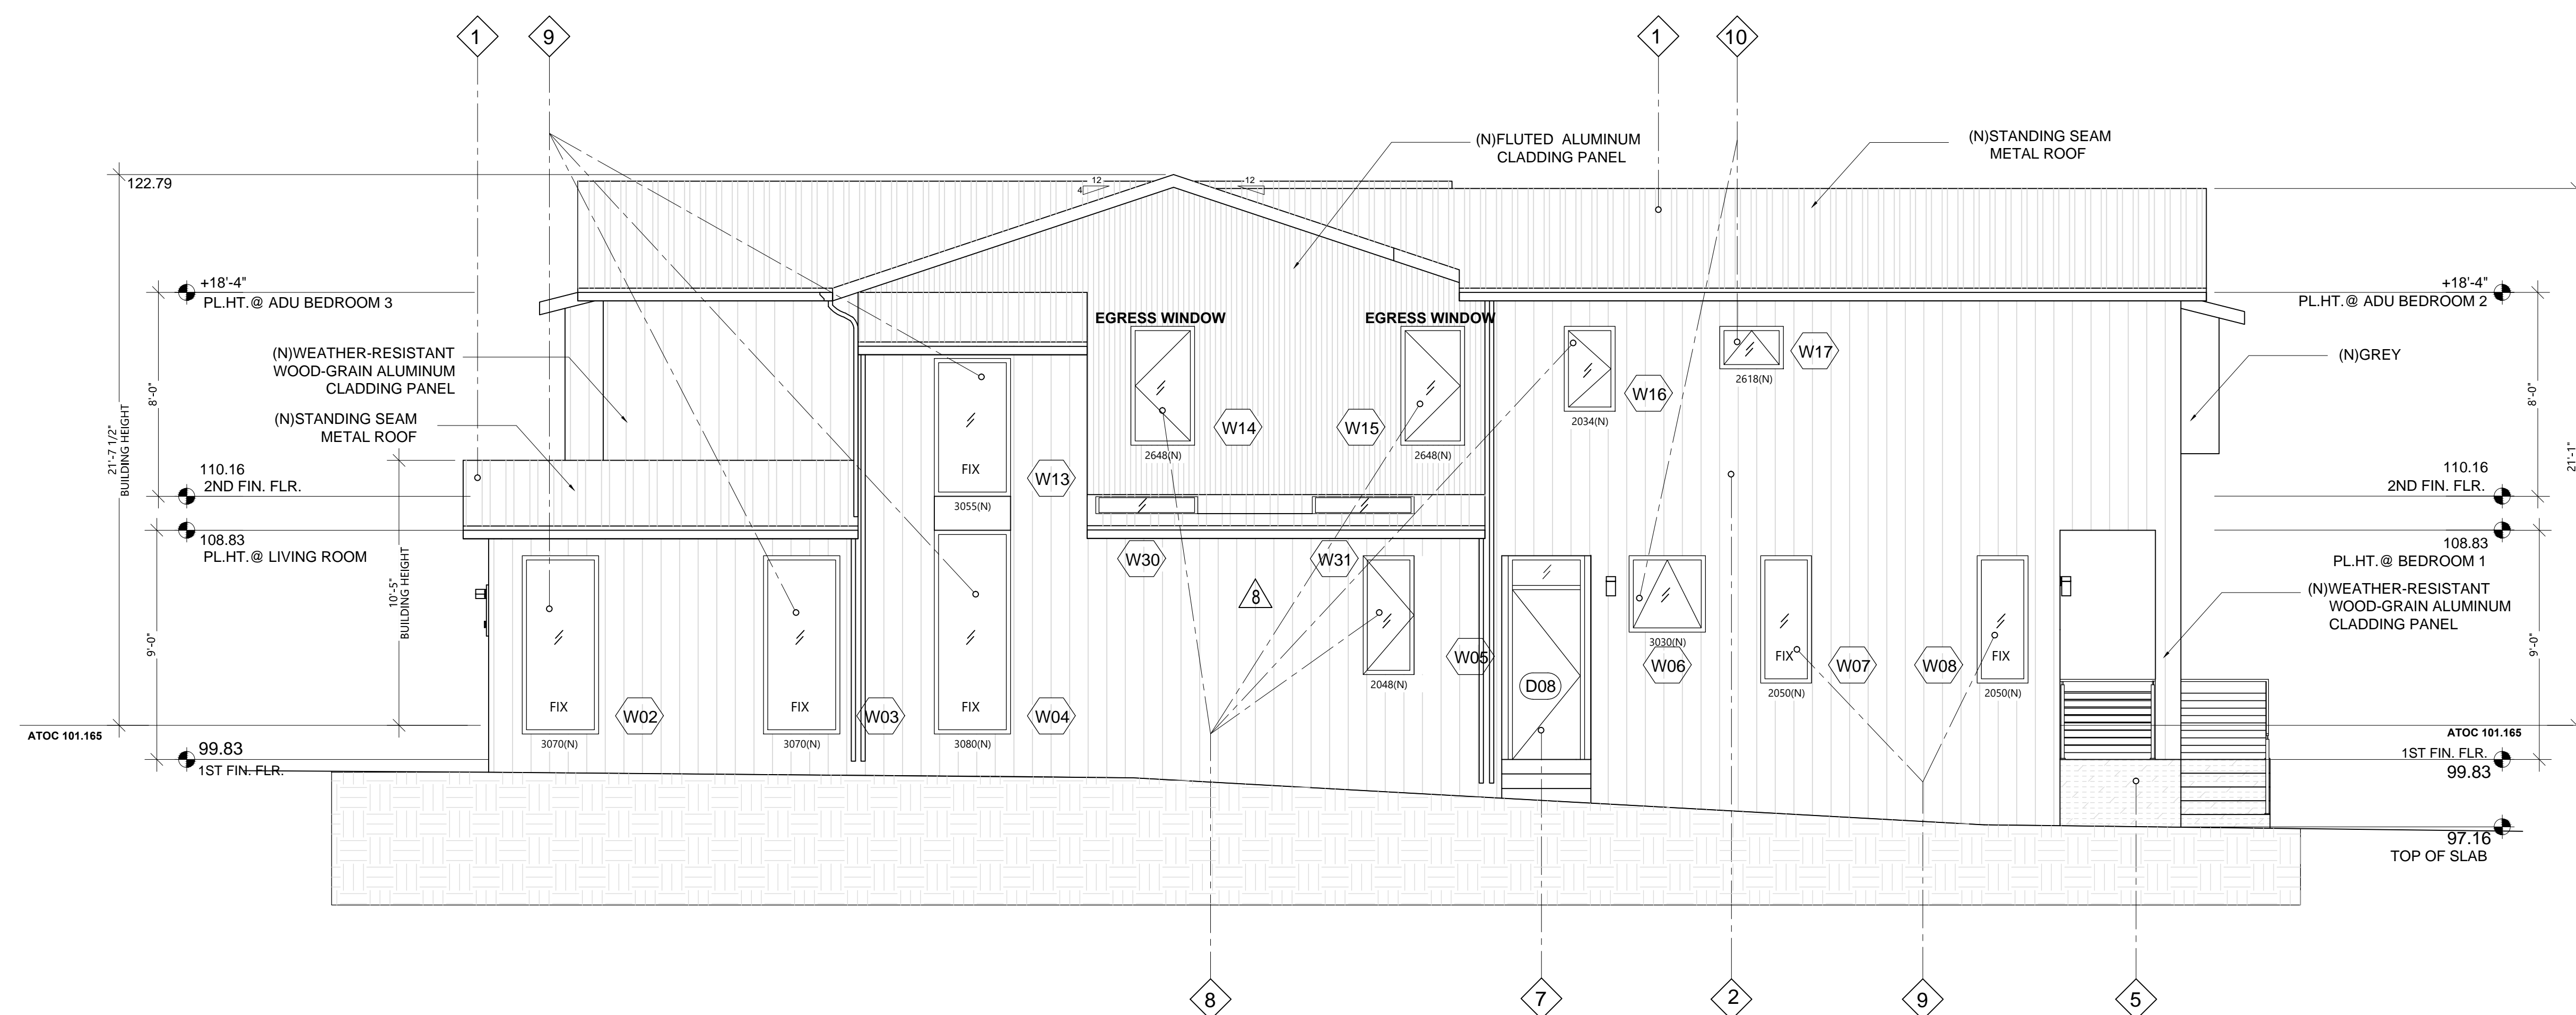 1
9
1
10
(N)FLUTED ALUMINUM
CLADDING PANEL
(N)STANDING SEAM
METAL ROOF
122.79
12
4
12
+18'-4"
PL.HT.@ ADU BEDROOM 3
+18'-4"
PL.HT.@ ADU BEDROOM 2
EGRESS WINDOW
EGRESS WINDOW
(N)WEATHER-RESISTANT
WOOD-GRAIN ALUMINUM
CLADDING PANEL
(N)GREY
W17
2618(N)
W16
2034(N)
8'-0"
8'-0"
21'-7 1/2"
BUILDING HEIGHT
21'-1"
(N)STANDING SEAM
METAL ROOF
W14
W15
2648(N)
2648(N)
FIX
W13
3055(N)
110.16
2ND FIN. FLR.
110.16
2ND FIN. FLR.
108.83
PL.HT.@ LIVING ROOM
108.83
PL.HT.@ BEDROOM 1
W30
W31
8
10'-5"
BUILDING HEIGHT
9'-0"
9'-0"
(N)WEATHER-RESISTANT
WOOD-GRAIN ALUMINUM
CLADDING PANEL
3030(N)
W05
W06
FIX
W07
W08
FIX
2048(N)
D08
2050(N)
2050(N)
FIX
W02
FIX
W03
FIX
W04
3070(N)
3070(N)
3080(N)
ATOC 101.165
ATOC 101.165
99.83
1ST FIN. FLR.
1ST FIN. FLR.
99.83
97.16
TOP OF SLAB
8
7
2
9
5